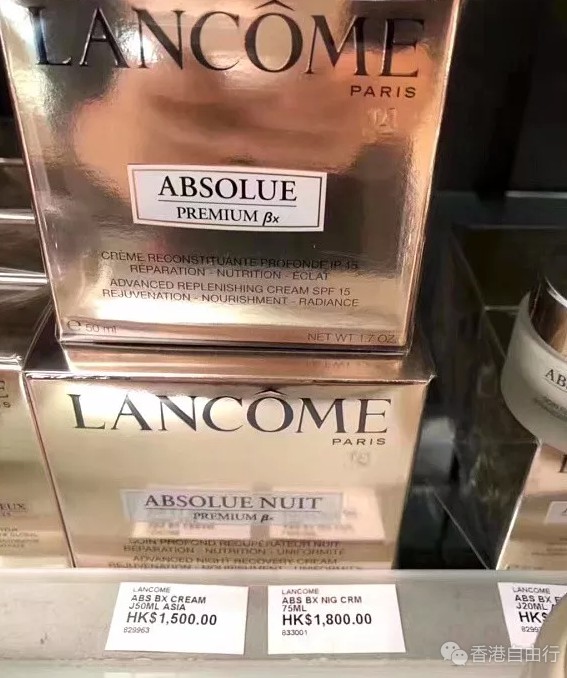 LANCÔME
PARIS
ABSOLUE
PREMIUM βx
CRÈME RECONSTITUANTE PROFONDE IP 15
RÉPARATION - NUTRITION - ÉCLAT
ADVANCED REPLENISHING CREAM SPF 15
REJUVENATION - NOURISHMENT - RADIANCE
e 50 ml
NET WT. 1.7 OZ.
LANCÔME
PARIS
ABSOLUE NUIT
PREMIUM βx
SOIN PROFOND RÉCUPÉRATEUR NUIT
RÉPARATION - NUTRITION - UNIFORMITÉ
ADVANCED NIGHT RECOVERY CREAM
AB
LANCOME
ABS BX CREAM
J50ML ASIA
HK$1,500.00
829963
LANCOME
ABS BX NIG CRM
75ML
HK$1,800.00
833001
LANCOME
ABS BX
J20ML
HK$
香港自由行